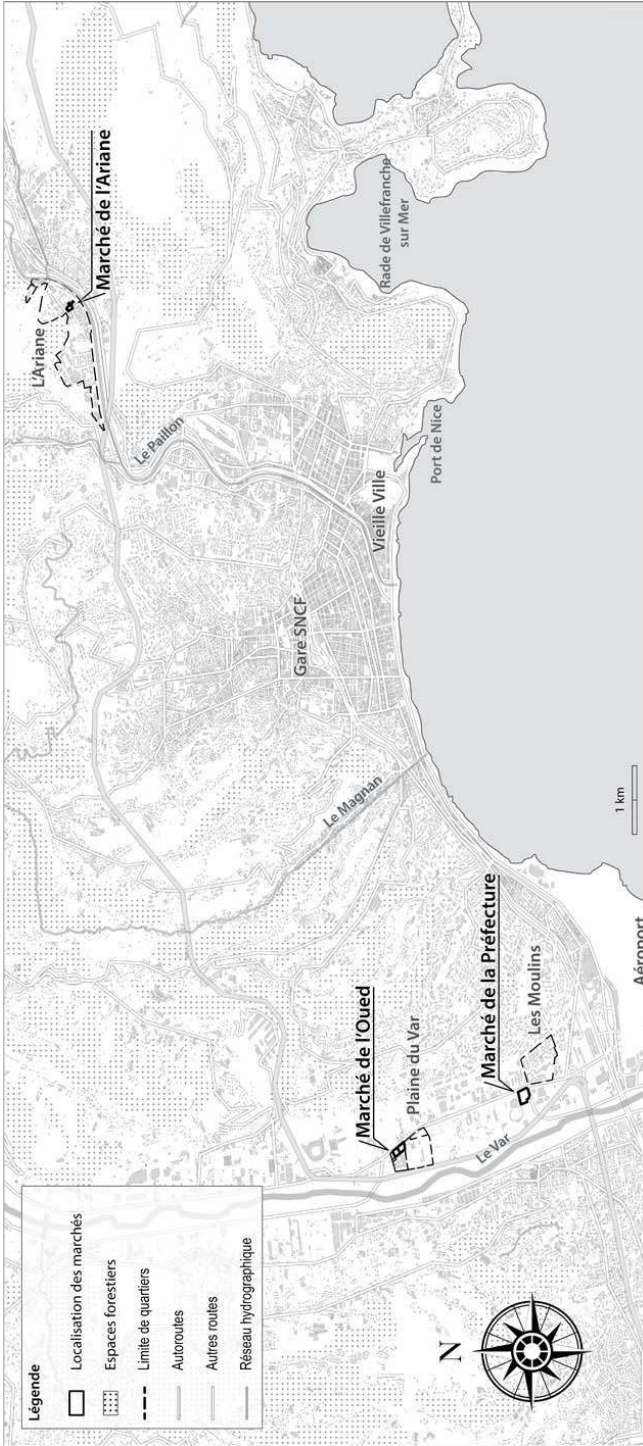 Légende
Localisation des marchés
Espaces forestiers
Limite de quartiers
Autoroutes
Autres routes
Réseau hydrographique
N
L'Ariane
Marché de l'Ariane
Le Paillon
Rade de Villefranche
sur Mer
Port de Nice
Vieille Ville
Gare SNCF
Le Magnan
Marché de l'Oued
Plaine du Var
Marché de la Préfecture
Les Moulins
Le Var
Aéroport
1 km